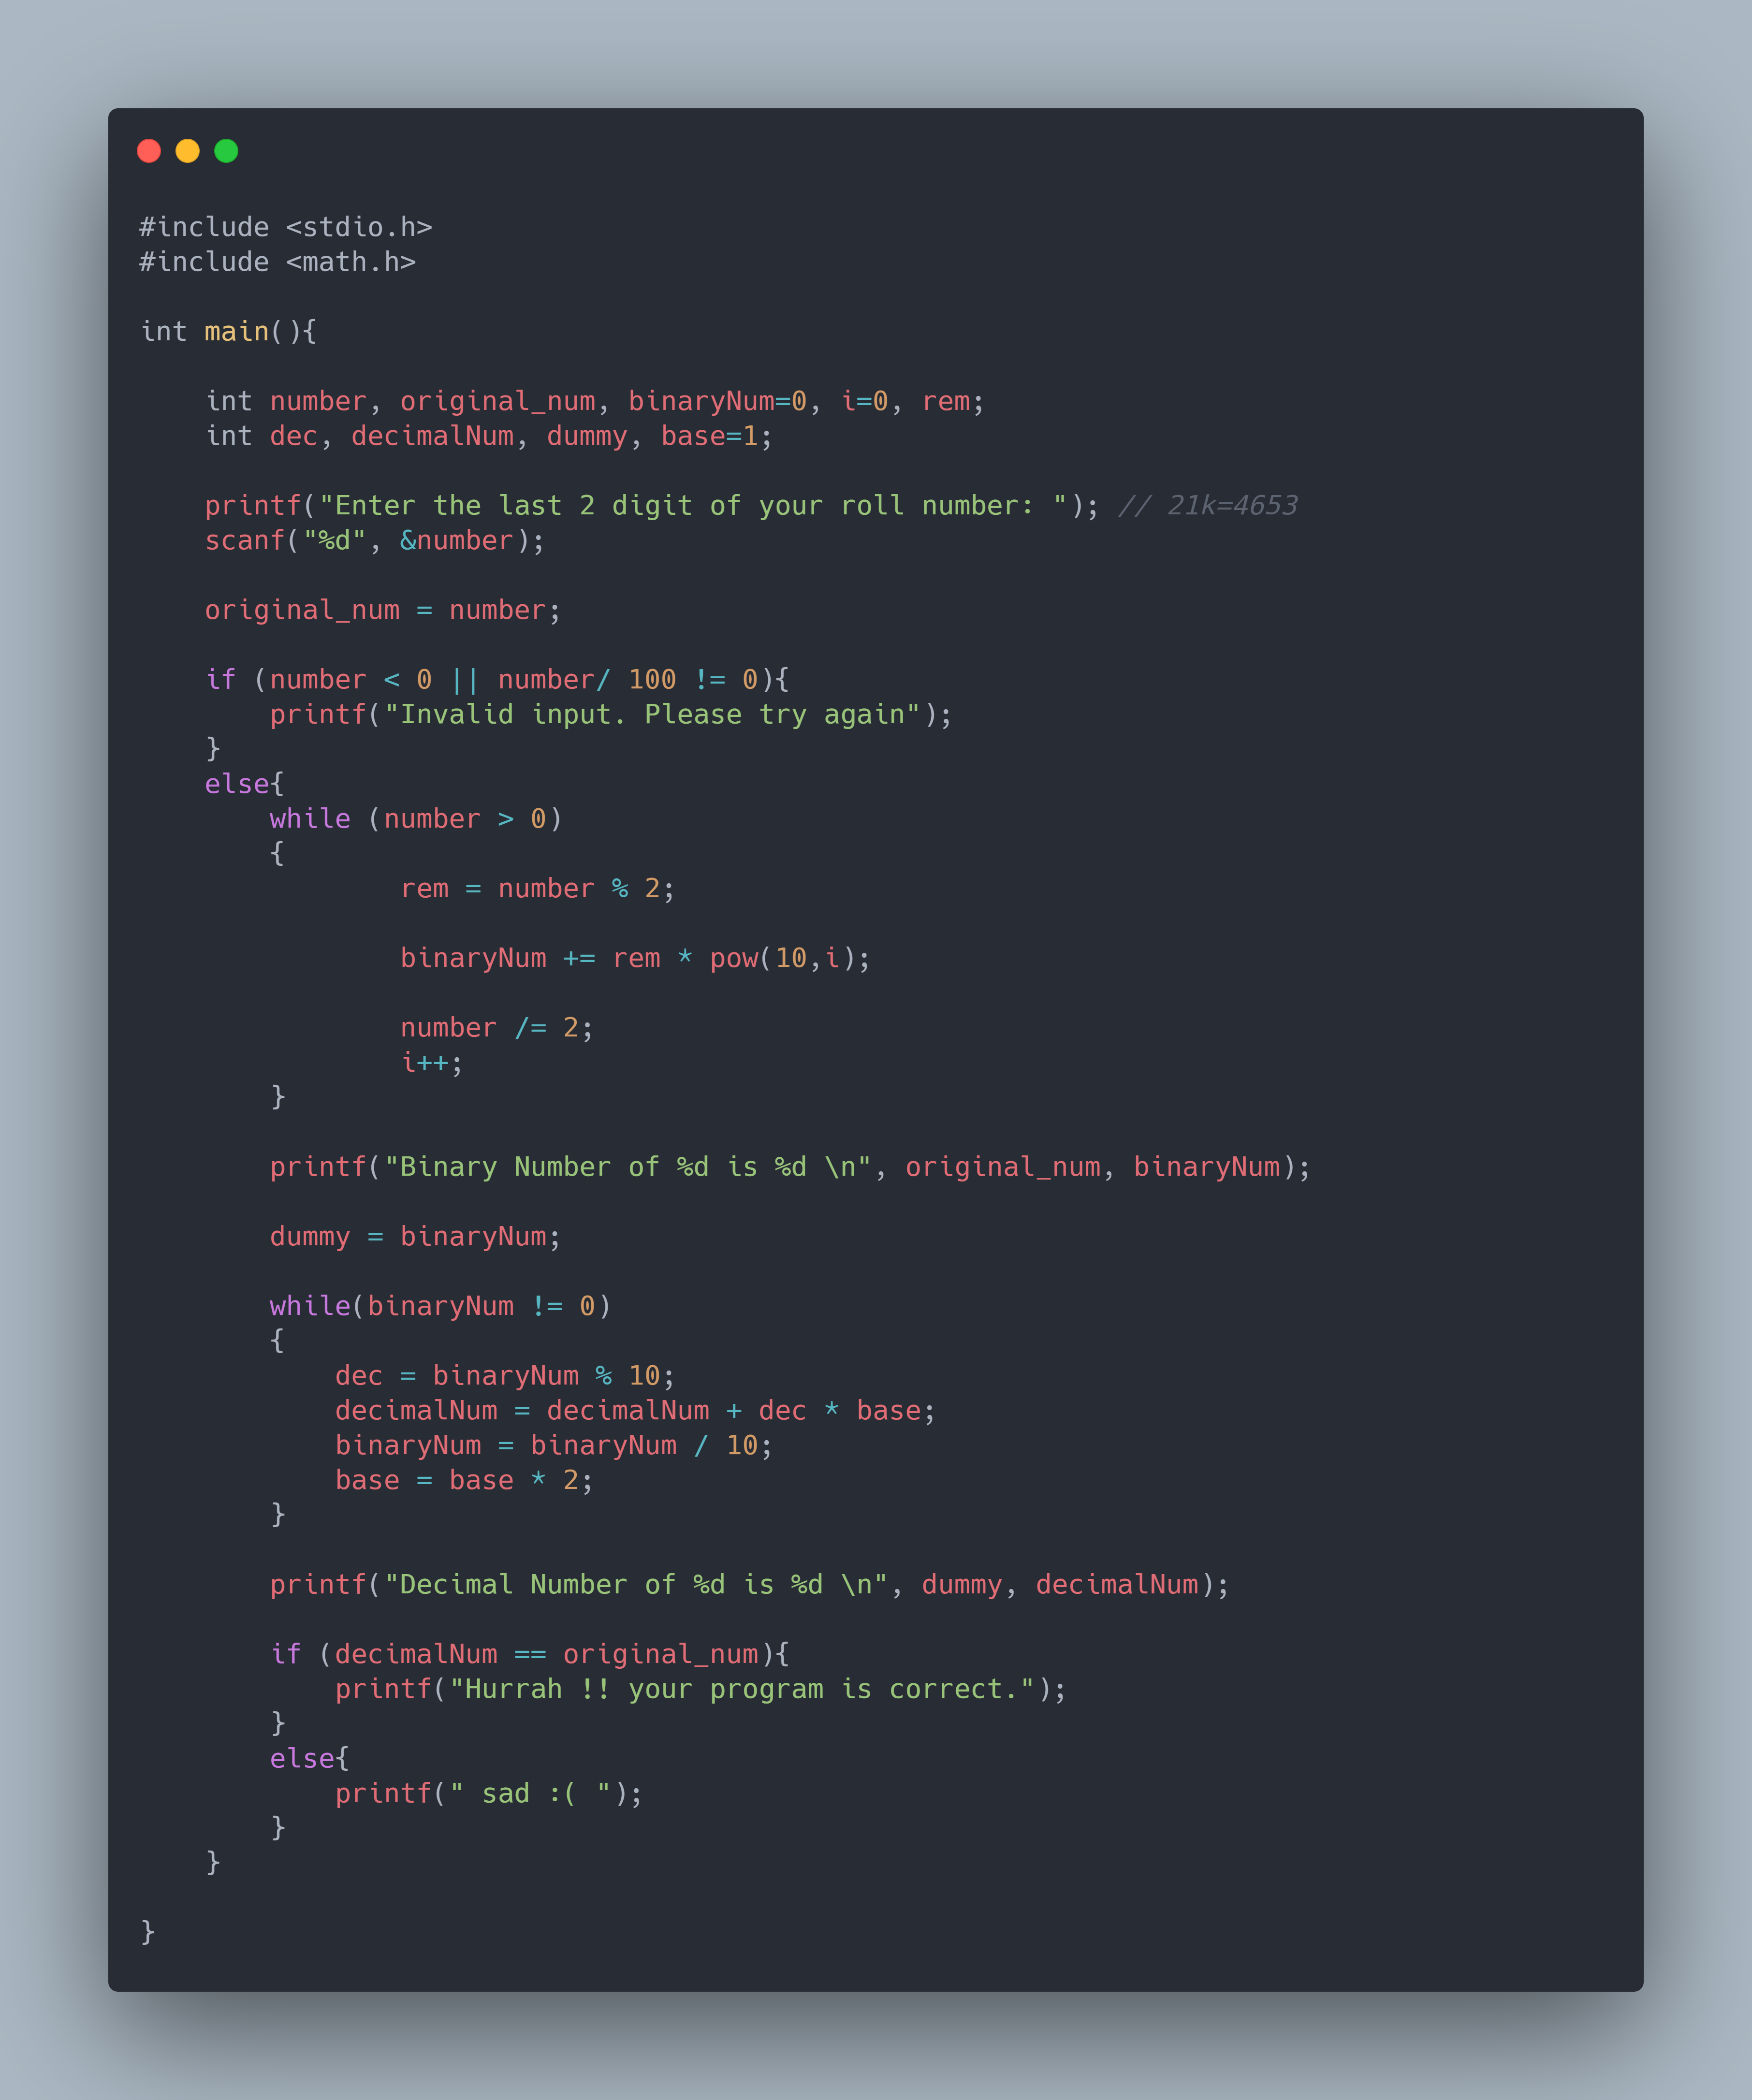 #include <stdio.h>
#include <math.h>

int main(){

    int number, original_num, binaryNum=0, i=0, rem;
    int dec, decimalNum, dummy, base=1;

    printf("Enter the last 2 digit of your roll number: "); // 21k=4653
    scanf("%d", &number);

    original_num = number;

    if (number < 0 || number/ 100 != 0){
        printf("Invalid input. Please try again");
    }
    else{
        while (number > 0)
        {
                rem = number % 2;

                binaryNum += rem * pow(10,i);

                number /= 2;
                i++;
        }

        printf("Binary Number of %d is %d \n", original_num, binaryNum);

        dummy = binaryNum;

        while(binaryNum != 0)
        {
            dec = binaryNum % 10;
            decimalNum = decimalNum + dec * base;
            binaryNum = binaryNum / 10;
            base = base * 2;
        }

        printf("Decimal Number of %d is %d \n", dummy, decimalNum);

        if (decimalNum == original_num){
            printf("Hurrah !! your program is correct.");
        }
        else{
            printf(" sad :( ");
        }
    }

}